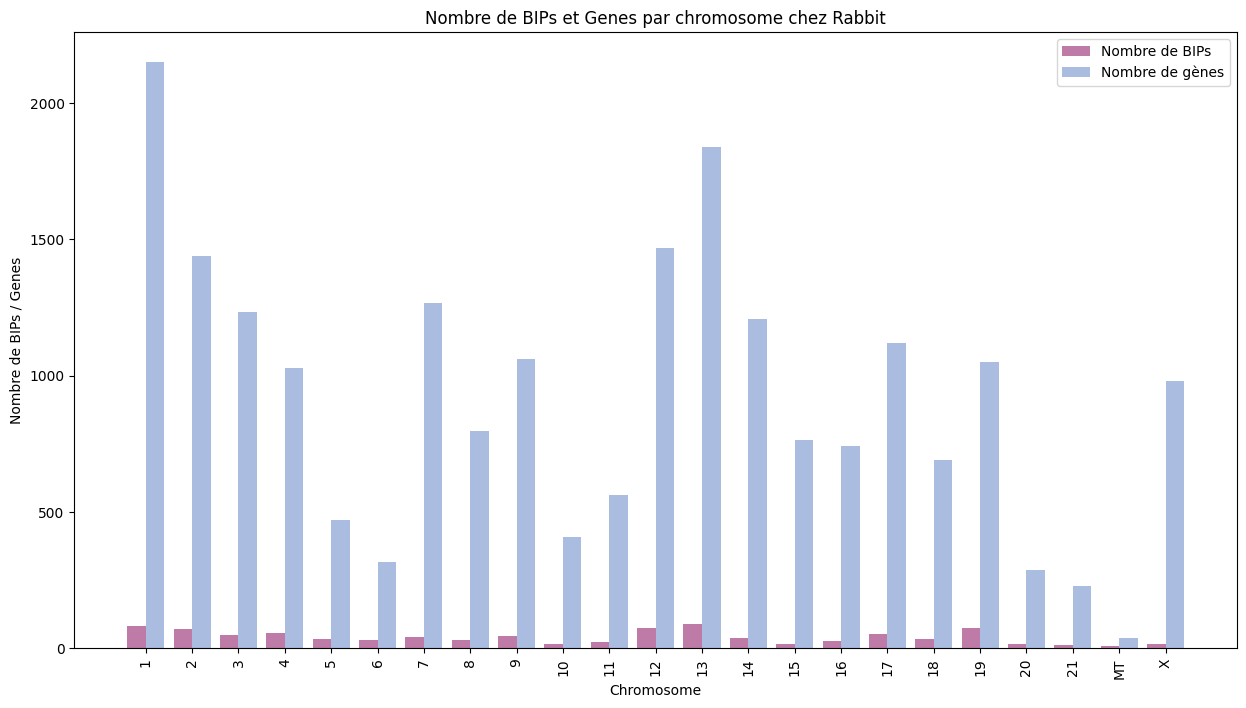 Nombre de BIPs et Genes par chromosome chez Rabbit
Nombre de BIPs
Nombre de gènes
Nombre de BIPs / Genes
2000
1500
1000
500
0
1 2 3 4 5 6 7 8 9 10 11 12 13 14 15 16 17 18 19 20 21 MT X
Chromosome